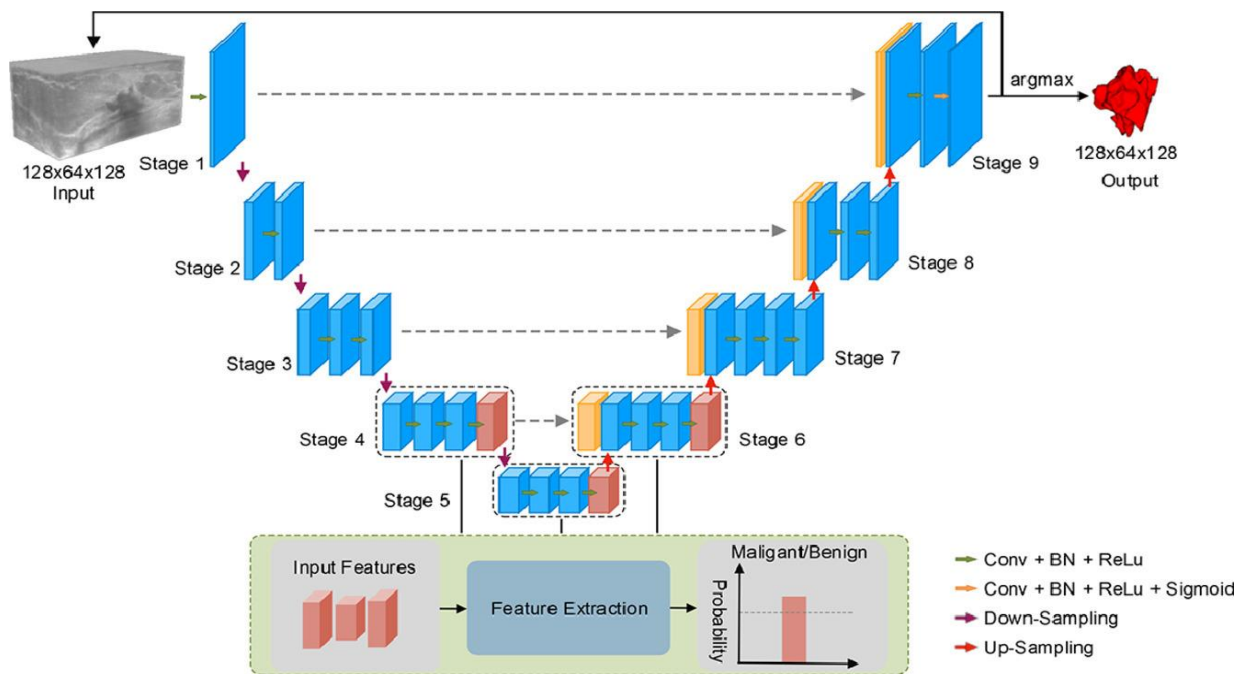 argmax
Stage 1
Stage 9
128x64x128
Input
128x64x128
Output
Stage 2
Stage 8
Stage 3
Stage 7
Stage 4
Stage 6
Stage 5
Input Features
Feature Extraction
Maligant/Benign
Probability
Conv + BN + ReLu
Conv + BN + ReLu + Sigmoid
Down-Sampling
Up-Sampling